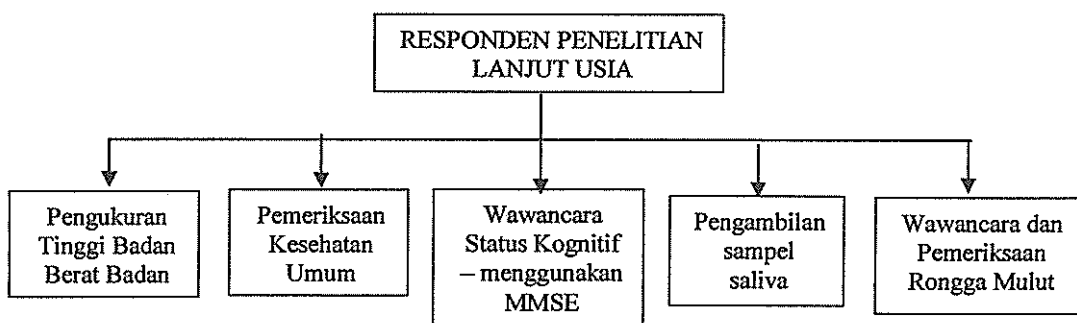 RESPONDEN PENELITIAN
LANJUT USIA
Pengukuran
Tinggi Badan
Berat Badan
Pemeriksaan
Kesehatan
Umum
Wawancara
Status Kognitif
– menggunakan
MMSE
Pengambilan
sampel
saliva
Wawancara dan
Pemeriksaan
Rongga Mulut